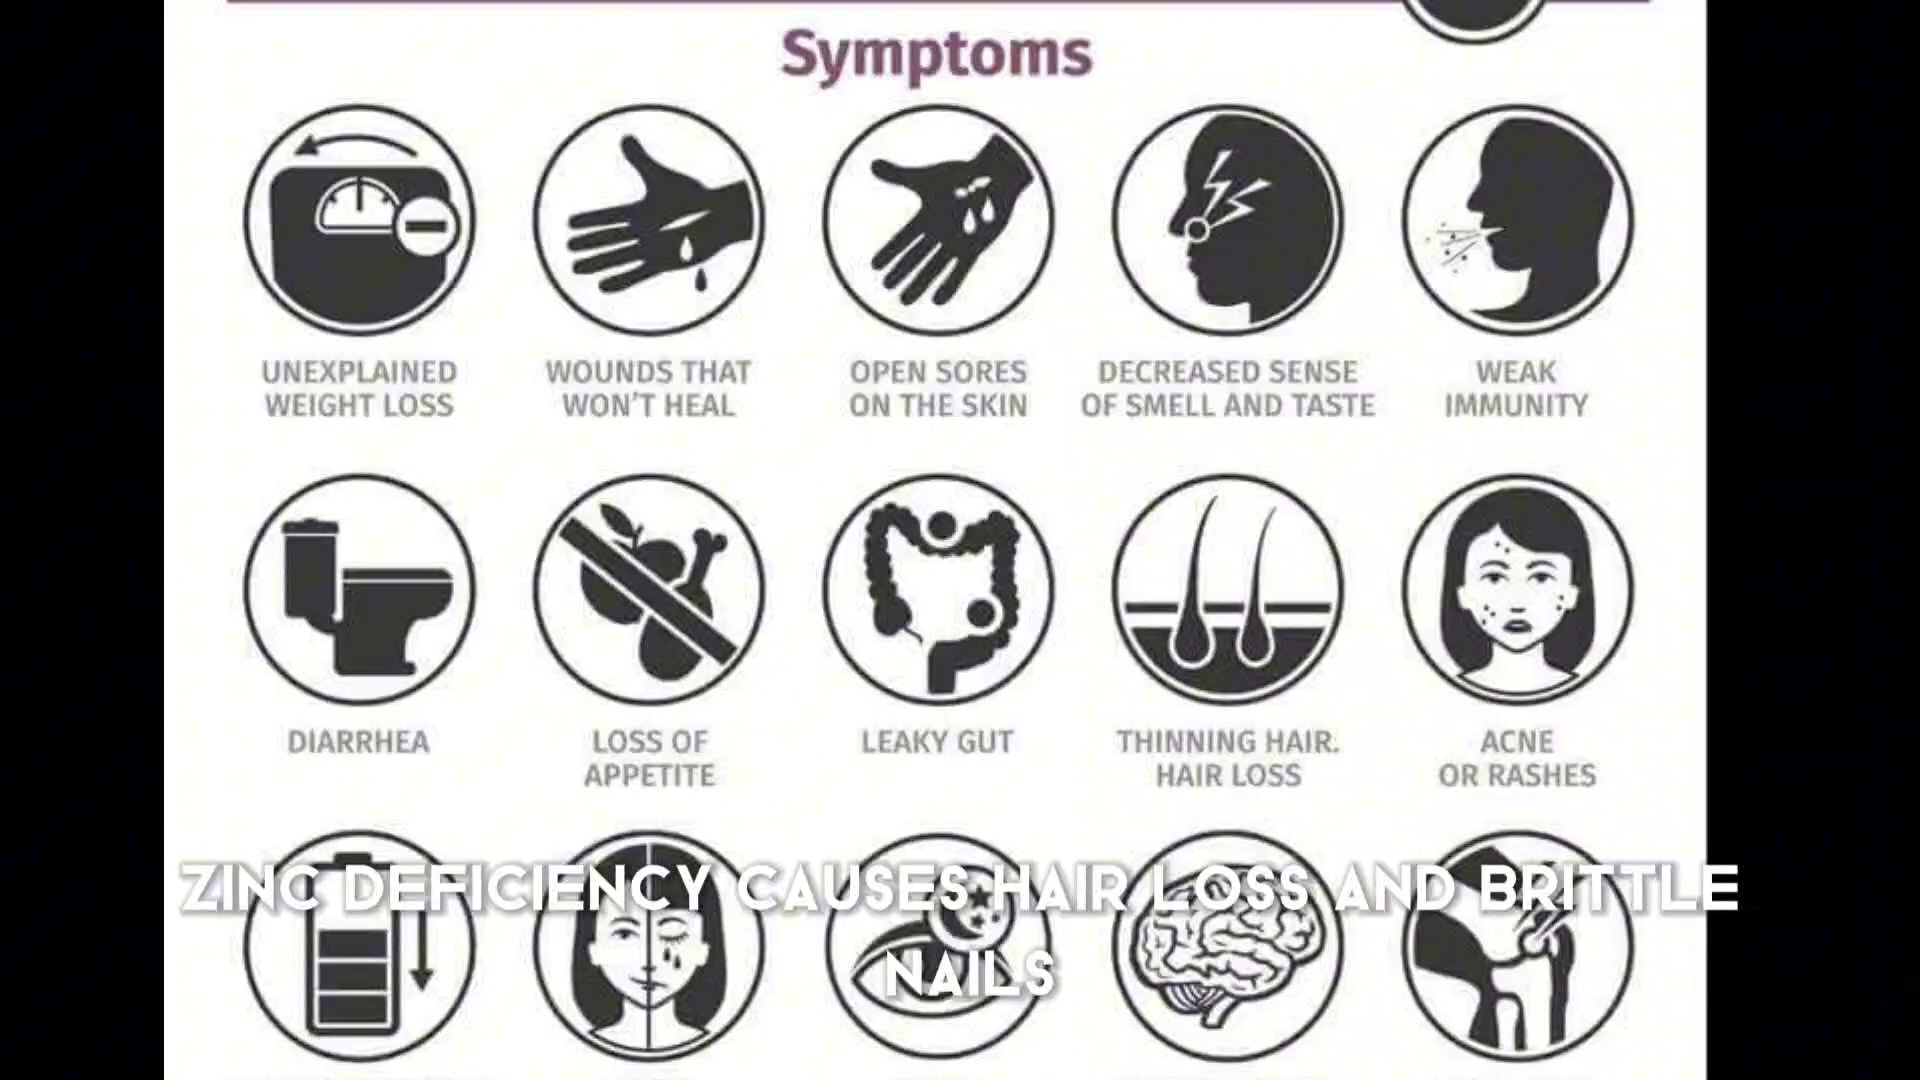 Symptoms
UNEXPLAINED
WEIGHT LOSS
WOUNDS THAT
WON'T HEAL
OPEN SORES
ON THE SKIN
DECREASED SENSE
OF SMELL AND TASTE
WEAK
IMMUNITY
DIARRHEA
LOSS OF
APPETITE
LEAKY GUT
THINNING HAIR.
HAIR LOSS
ACNE
OR RASHES
ZINC DEFICIENCY CAUSES HAIR LOSS AND BRITTLE
NAILS